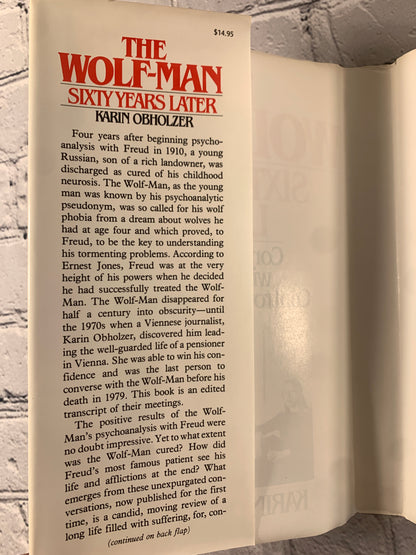 $14.95
THE
WOLF-MAN
SIXTY YEARS LATER
KARIN OBHOLZER
Four years after beginning psycho-
analysis with Freud in 1910, a young
Russian, son of a rich landowner, was
discharged as cured of his childhood
neurosis. The Wolf-Man, as the young
man was known by his psychoanalytic
pseudonym, was so called for his wolf
phobia from a dream about wolves he
had at age four and which proved, to
Freud, to be the key to understanding
his tormenting problems. According to
Ernest Jones, Freud was at the very
height of his powers when he decided
he had successfully treated the Wolf-
Man. The Wolf-Man disappeared for
half a century into obscurity—until
the 1970s when a Viennese journalist,
Karin Obholzer, discovered him lead-
ing the well-guarded life of a pensioner
in Vienna. She was able to win his con-
fidence and was the last person to
converse with the Wolf-Man before his
death in 1979. This book is an edited
transcript of their meetings.
The positive results of the Wolf-
Man's psychoanalysis with Freud were
no doubt impressive. Yet to what extent
was the Wolf-Man cured? How did
Freud's most famous patient see his
life and afflictions at the end? What
emerges from these unexpurgated con-
versations, now published for the first
time, is a candid, moving review of a
long life filled with suffering, for, con-
(continued on back flap)